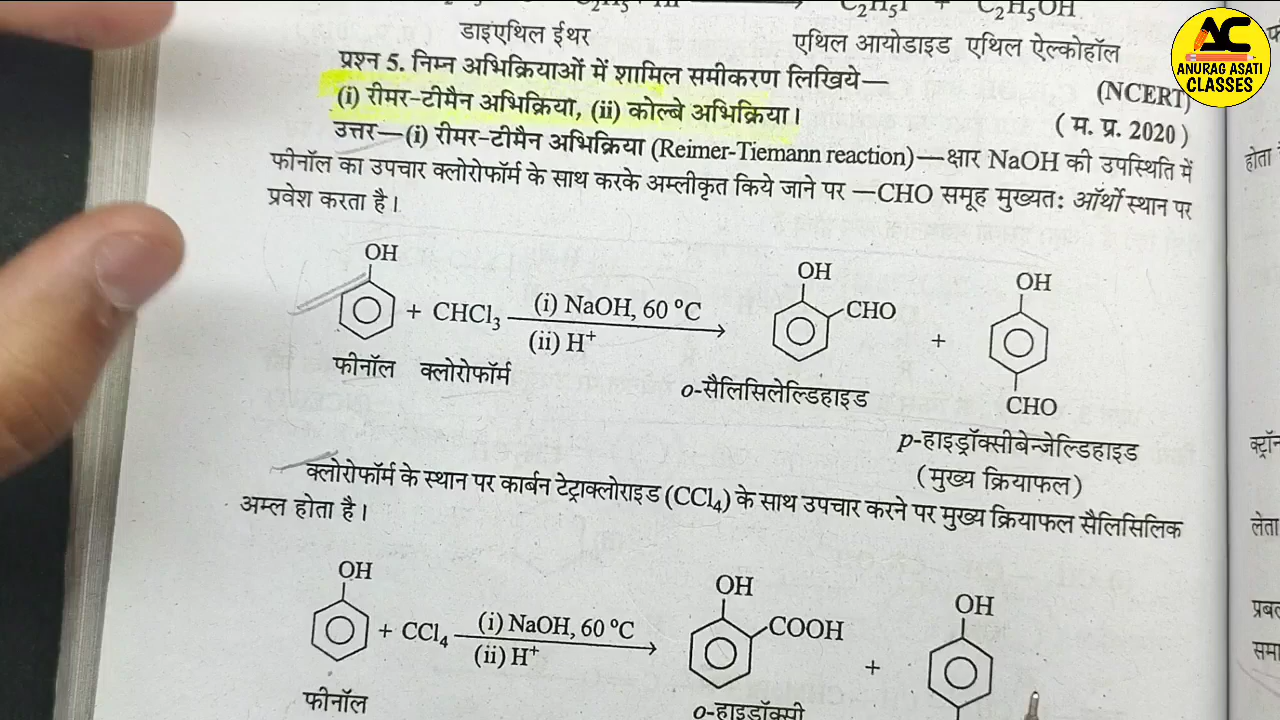 C₂H₅I + C₂H₅OH
डाइएथिल ईथर एथिल आयोडाइड एथिल ऐल्कोहॉल
प्रश्न 5. निम्न अभिक्रियाओं में शामिल समीकरण लिखिये— (NCERT)
(i) रीमर-टीमैन अभिक्रिया, (ii) कोल्बे अभिक्रिया। (म. प्र. 2020)
उत्तर—(i) रीमर-टीमैन अभिक्रिया (Reimer-Tiemann reaction)—क्षार NaOH की उपस्थिति में
फीनॉल का उपचार क्लोरोफॉर्म के साथ करके अम्लीकृत किये जाने पर —CHO समूह मुख्यतः ऑर्थो स्थान पर
प्रवेश करता है।
OH OH OH
+ CHCl₃ (i) NaOH, 60 °C CHO +
(ii) H⁺
फीनॉल क्लोरोफॉर्म
o-सैलिसिलेल्डिहाइड CHO
p-हाइड्रॉक्सीबेन्जेल्डिहाइड
(मुख्य क्रियाफल)
क्लोरोफॉर्म के स्थान पर कार्बन टेट्राक्लोराइड (CCl₄) के साथ उपचार करने पर मुख्य क्रियाफल सैलिसिलिक
अम्ल होता है।
OH OH OH
+ CCl₄ (i) NaOH, 60 °C COOH +
(ii) H⁺
फीनॉल
o-हाइड्रॉक्सी
होता
लेता
AC
ANURAG ASATI
CLASSES